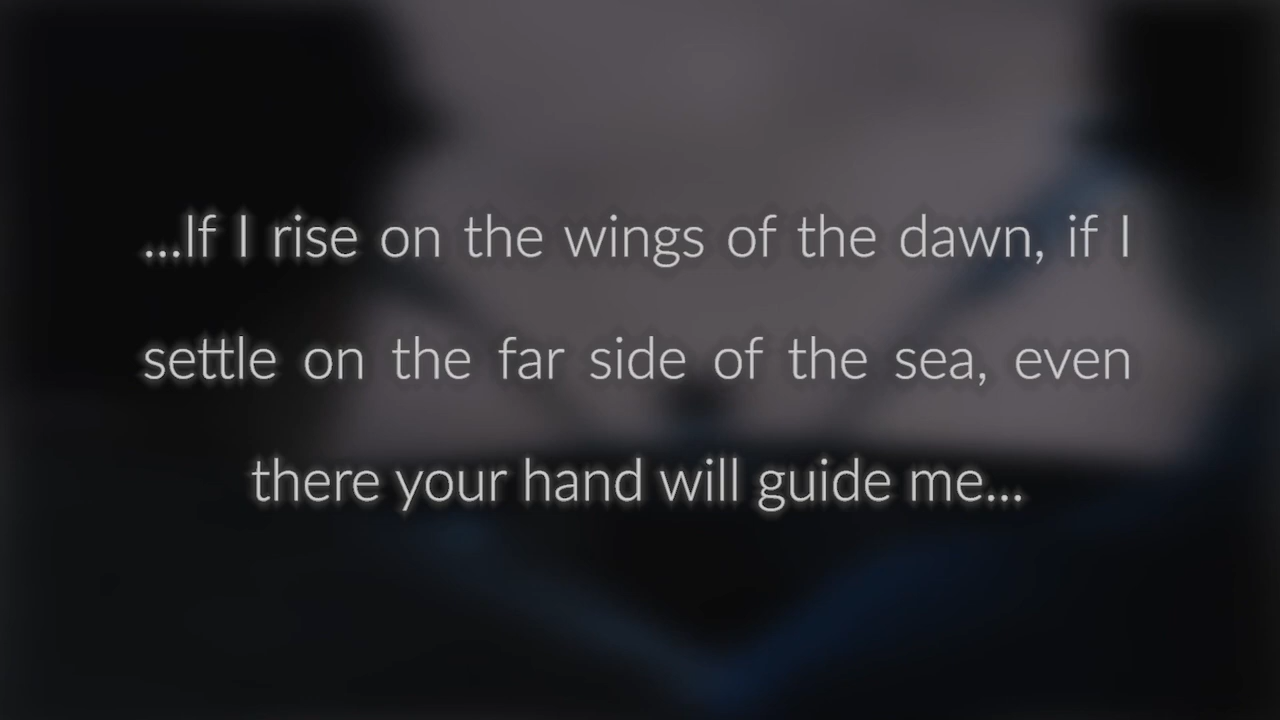 ...If I rise on the wings of the dawn, if I
settle on the far side of the sea, even
there your hand will guide me...